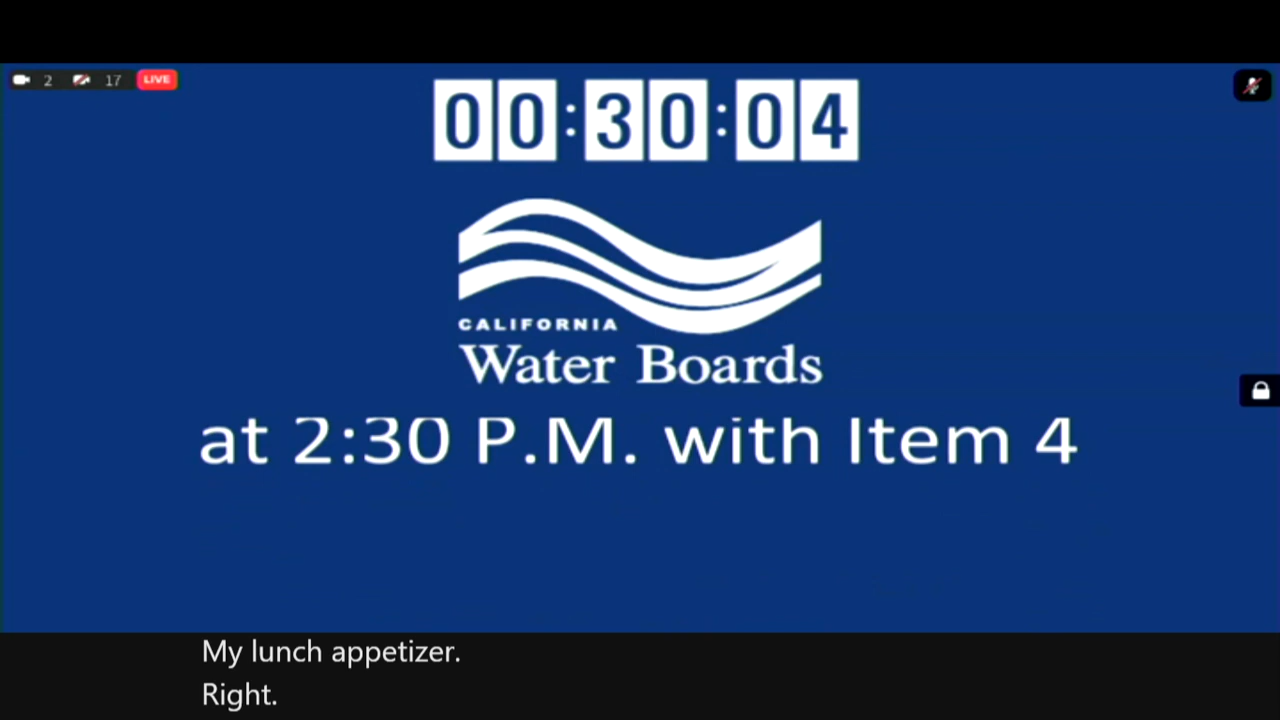 2 17 LIVE
00:30:04
CALIFORNIA
Water Boards
at 2:30 P.M. with Item 4
My lunch appetizer.
Right.